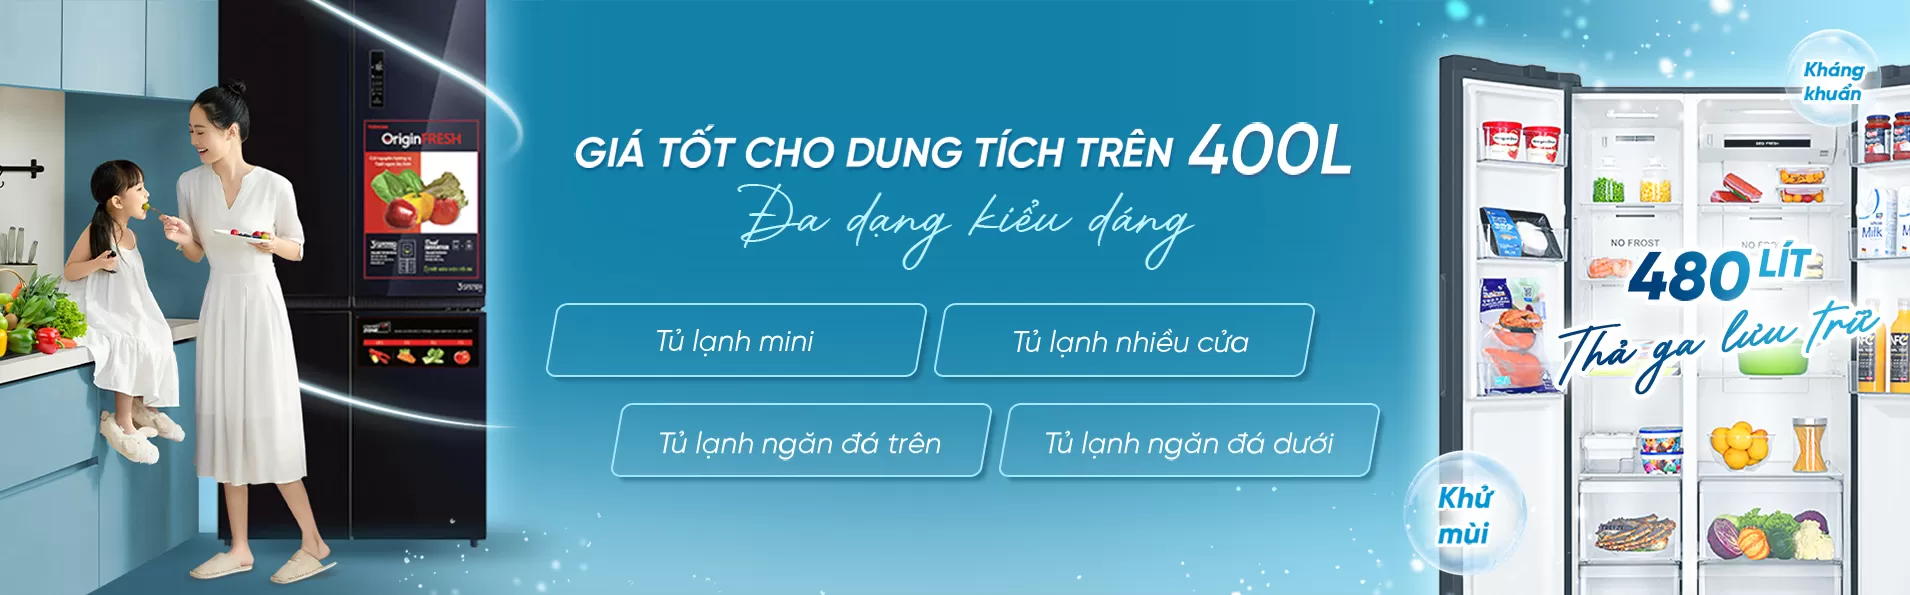 Origin FRESH
GIÁ TỐT CHO DUNG TÍCH TRÊN 400L
Đa dạng kiểu dáng
Tủ lạnh mini
Tủ lạnh nhiều cửa
Tủ lạnh ngăn đá trên
Tủ lạnh ngăn đá dưới
Kháng
khuẩn
NO FROST
Milk
480 LÍT
Thả ga lưu trữ
Khử
mùi